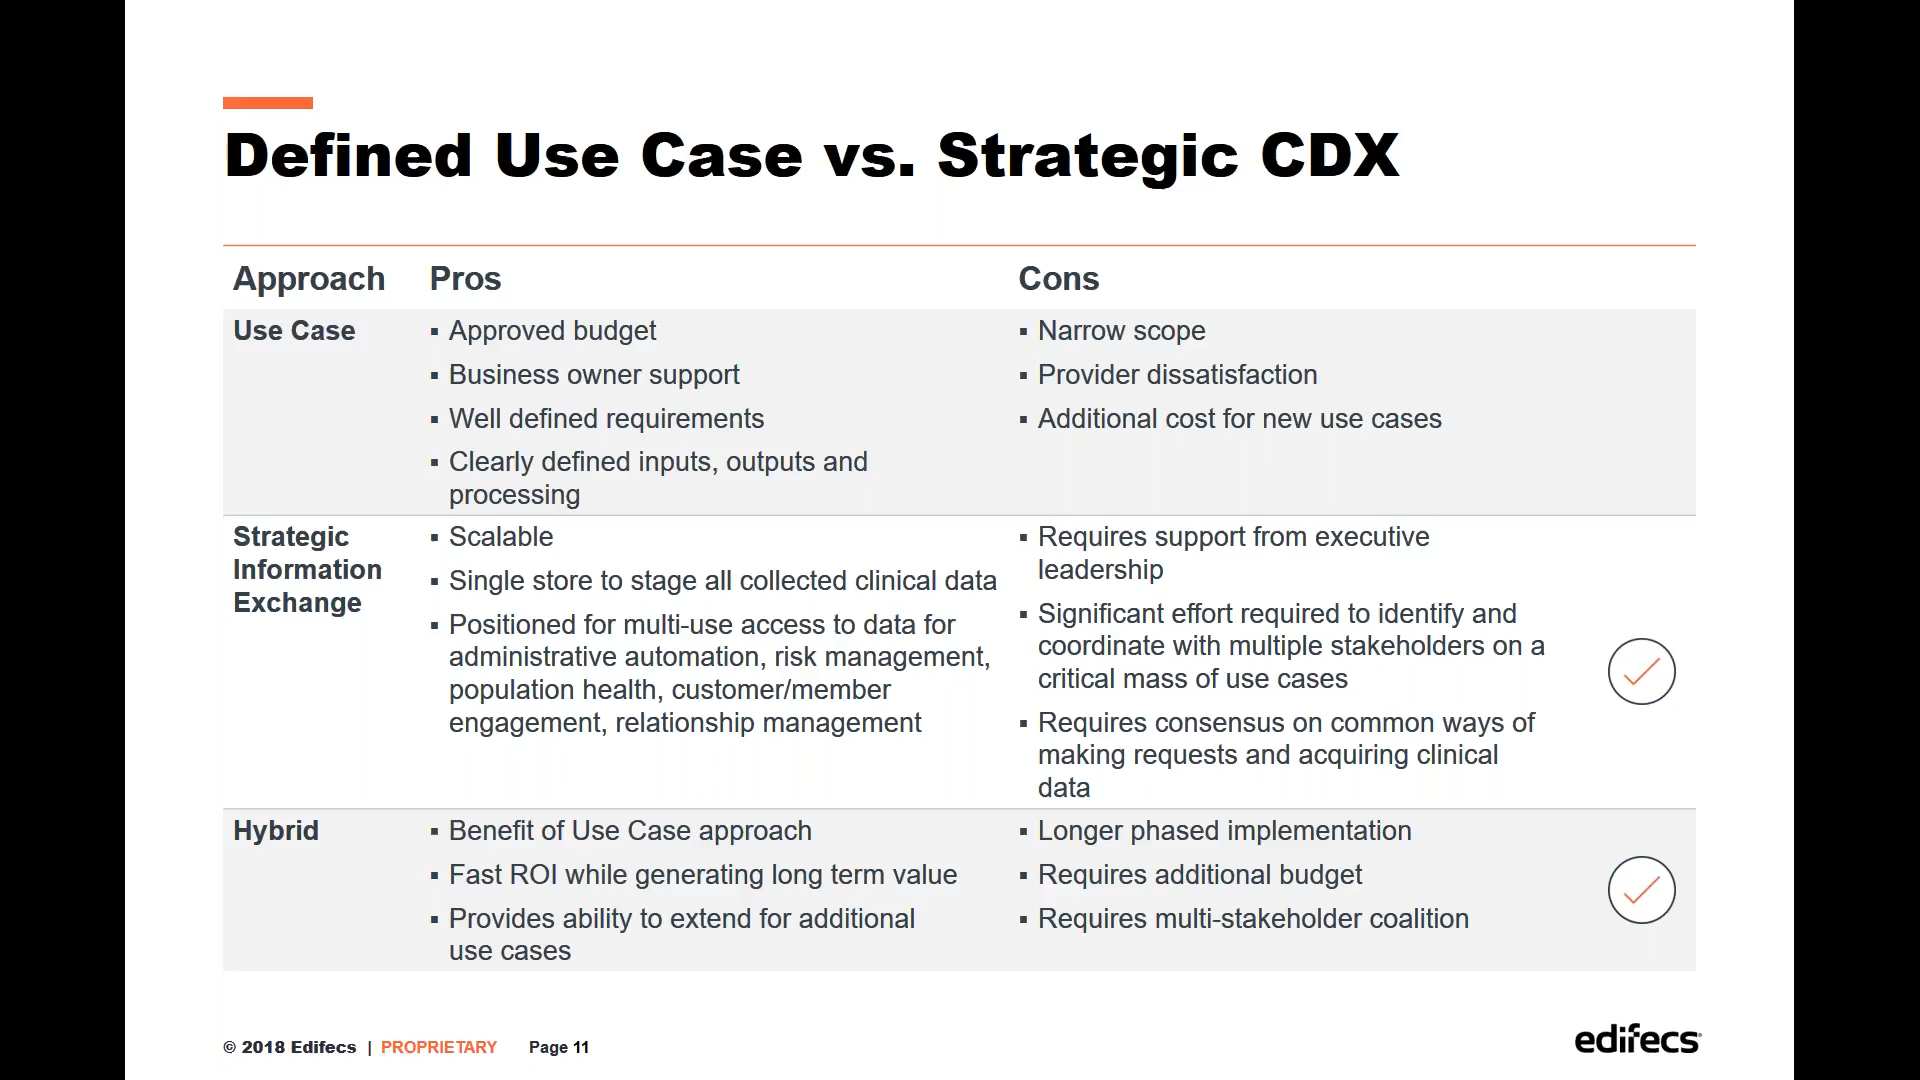 Defined Use Case vs. Strategic CDX
Approach
Pros
Cons
Use Case
▪ Approved budget
▪ Business owner support
▪ Well defined requirements
▪ Clearly defined inputs, outputs and
processing
▪ Narrow scope
▪ Provider dissatisfaction
▪ Additional cost for new use cases
Strategic
Information
Exchange
▪ Scalable
▪ Single store to stage all collected clinical data
▪ Positioned for multi-use access to data for
administrative automation, risk management,
population health, customer/member
engagement, relationship management
▪ Requires support from executive
leadership
▪ Significant effort required to identify and
coordinate with multiple stakeholders on a
critical mass of use cases
▪ Requires consensus on common ways of
making requests and acquiring clinical
data
Hybrid
▪ Benefit of Use Case approach
▪ Fast ROI while generating long term value
▪ Provides ability to extend for additional
use cases
▪ Longer phased implementation
▪ Requires additional budget
▪ Requires multi-stakeholder coalition
© 2018 Edifecs | PROPRIETARY Page 11
edifecs